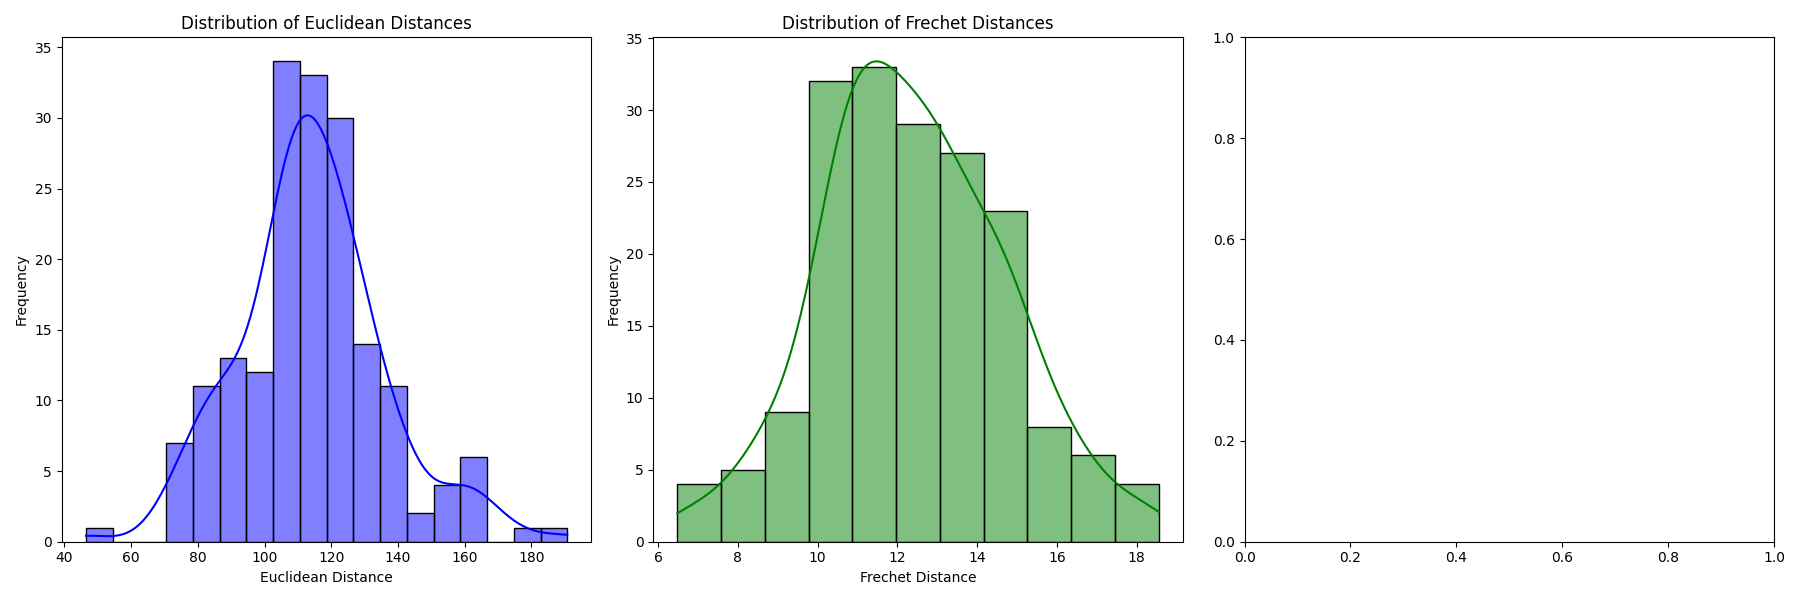 Distribution of Euclidean Distances
35
30
25
20
15
10
5
0
Frequency
40 60 80 100 120 140 160 180
Euclidean Distance
Distribution of Frechet Distances
35
30
25
20
15
10
5
0
Frequency
6 8 10 12 14 16 18
Frechet Distance
1.0
0.8
0.6
0.4
0.2
0.0
0.0 0.2 0.4 0.6 0.8 1.0